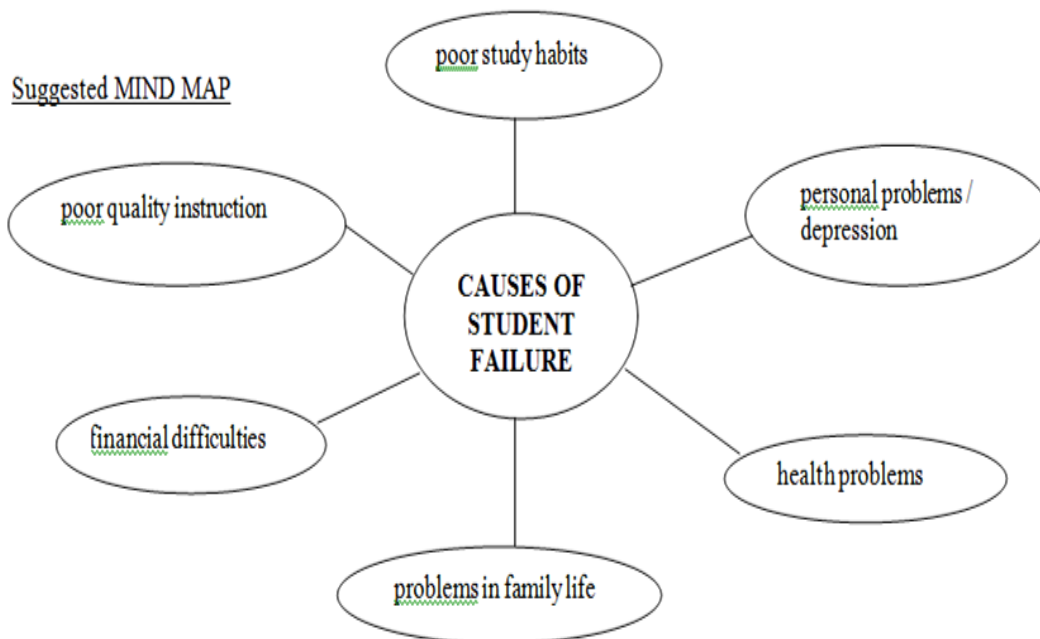 poor study habits
Suggested MIND MAP
personal problems /
depression
poor quality instruction
CAUSES OF
STUDENT
FAILURE
financial difficulties
health problems
problems in family life